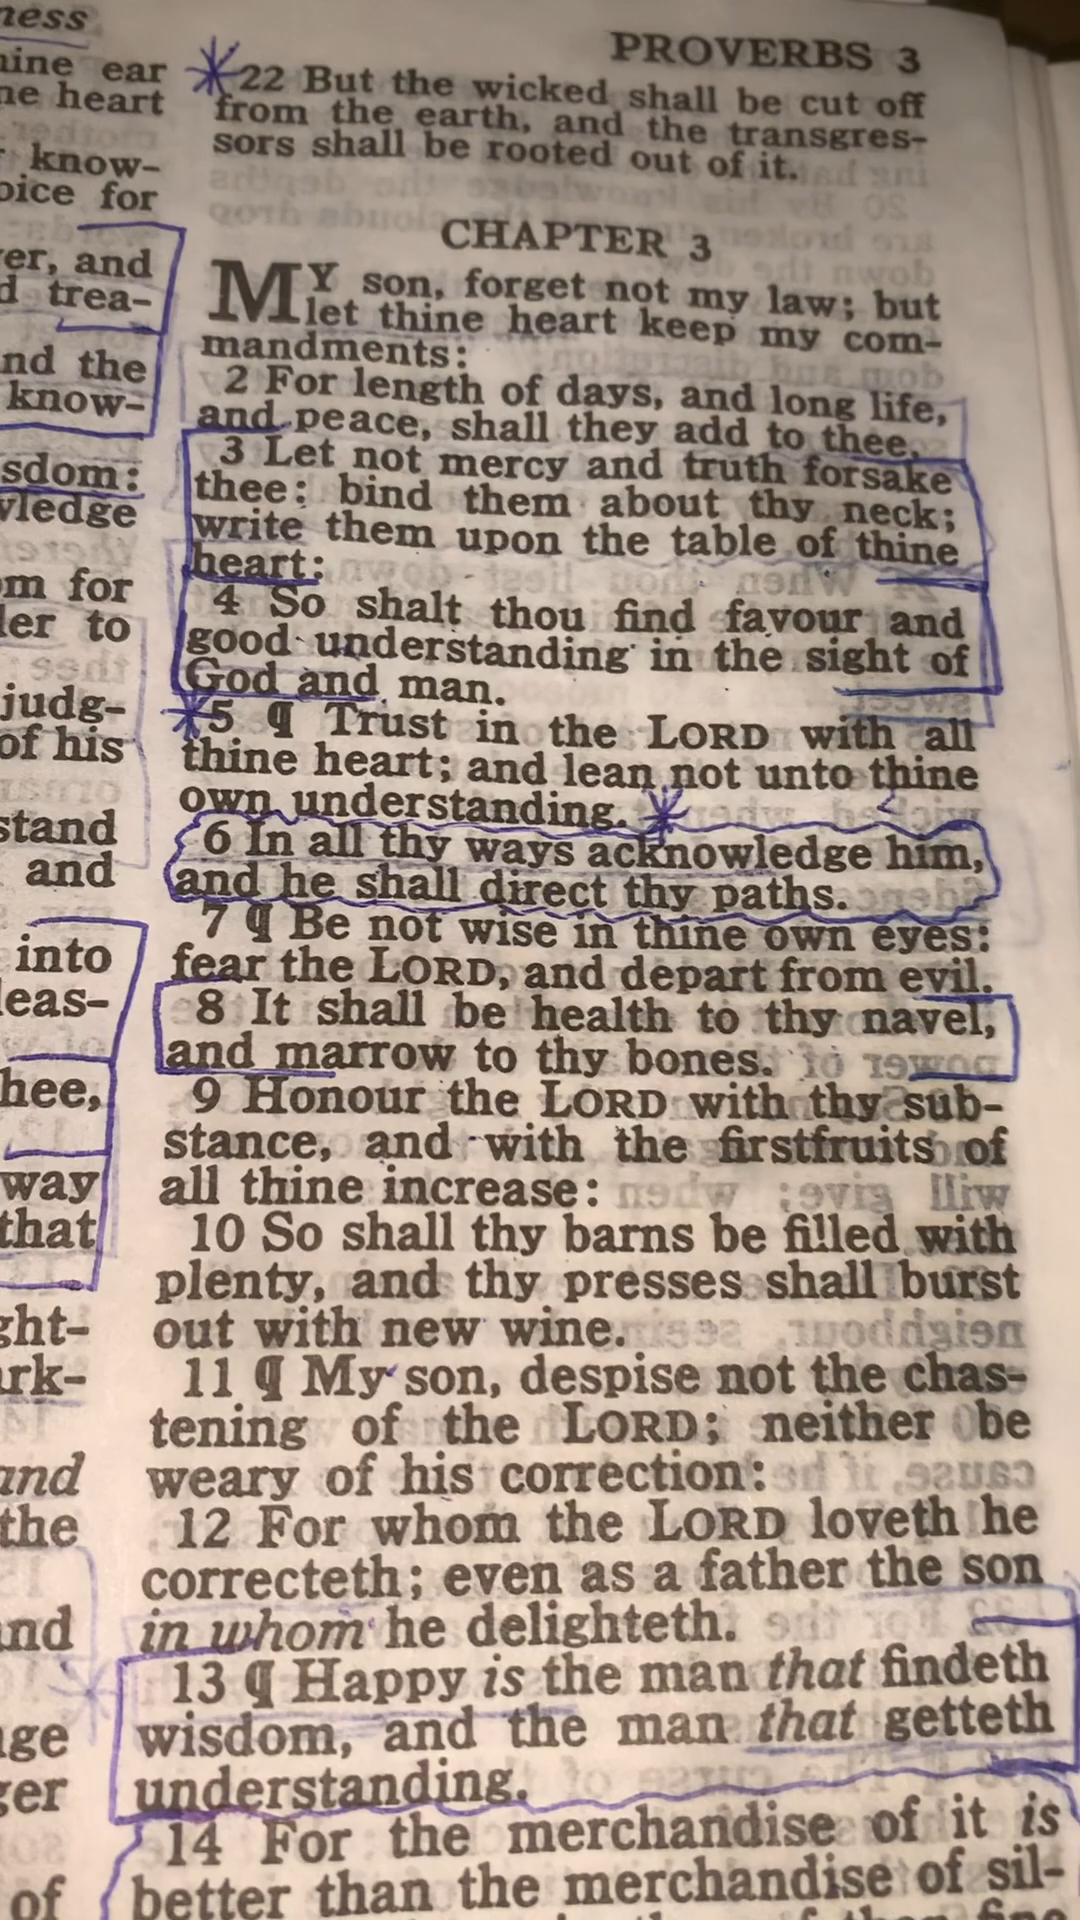 ness
nine ear
ne heart
know-
oice for
er, and
d trea-
nd the
know-
sdom:
wledge
om for
ler to
judg-
of his
stand
and
into
leas-
hee,
way
that
ght-
ark-
and
the
nd
ge
ger
of
PROVERBS 3
22 But the wicked shall be cut off
from the earth, and the transgres-
sors shall be rooted out of it.
CHAPTER 3
MY son, forget not my law; but
let thine heart keep my com-
mandments:
2 For length of days, and long life,
and peace, shall they add to thee.
3 Let not mercy and truth forsake
thee: bind them about thy neck;
write them upon the table of thine
heart:
4 So shalt thou find favour and
good understanding in the sight of
God and man.
5 ¶ Trust in the LORD with all
thine heart; and lean not unto thine
own understanding.
6 In all thy ways acknowledge him,
and he shall direct thy paths.
7 ¶ Be not wise in thine own eyes:
fear the LORD, and depart from evil.
8 It shall be health to thy navel,
and marrow to thy bones.
9 Honour the LORD with thy sub-
stance, and with the firstfruits of
all thine increase:
10 So shall thy barns be filled with
plenty, and thy presses shall burst
out with new wine.
11 ¶ My son, despise not the chas-
tening of the LORD; neither be
weary of his correction:
12 For whom the LORD loveth he
correcteth; even as a father the son
in whom he delighteth.
13 ¶ Happy is the man that findeth
wisdom, and the man that getteth
understanding.
14 For the merchandise of it is
better than the merchandise of sil-